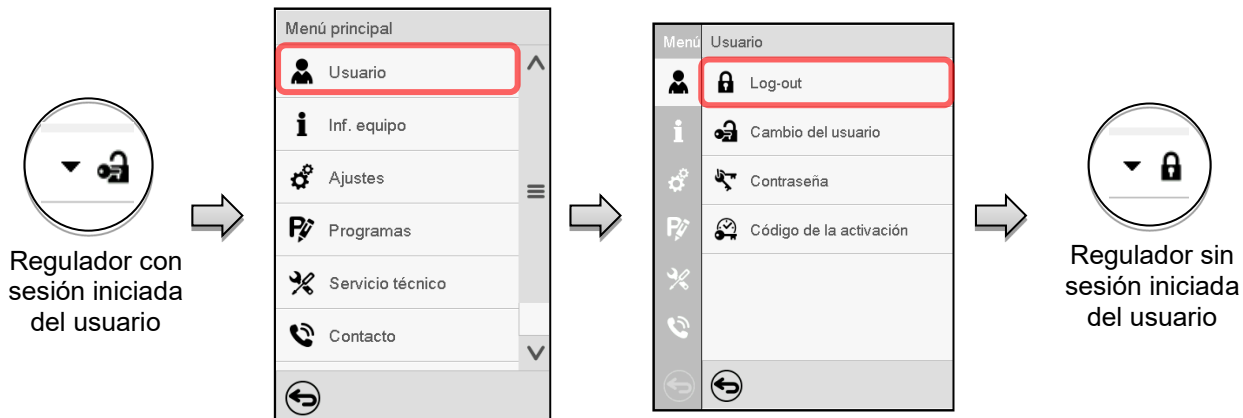 Regulador con
sesión iniciada
del usuario
Menú principal
Usuario
Inf. equipo
Ajustes
Programas
Servicio técnico
Contacto
Menú
Usuario
Log-out
Cambio del usuario
Contraseña
Código de la activación
Regulador sin
sesión iniciada
del usuario